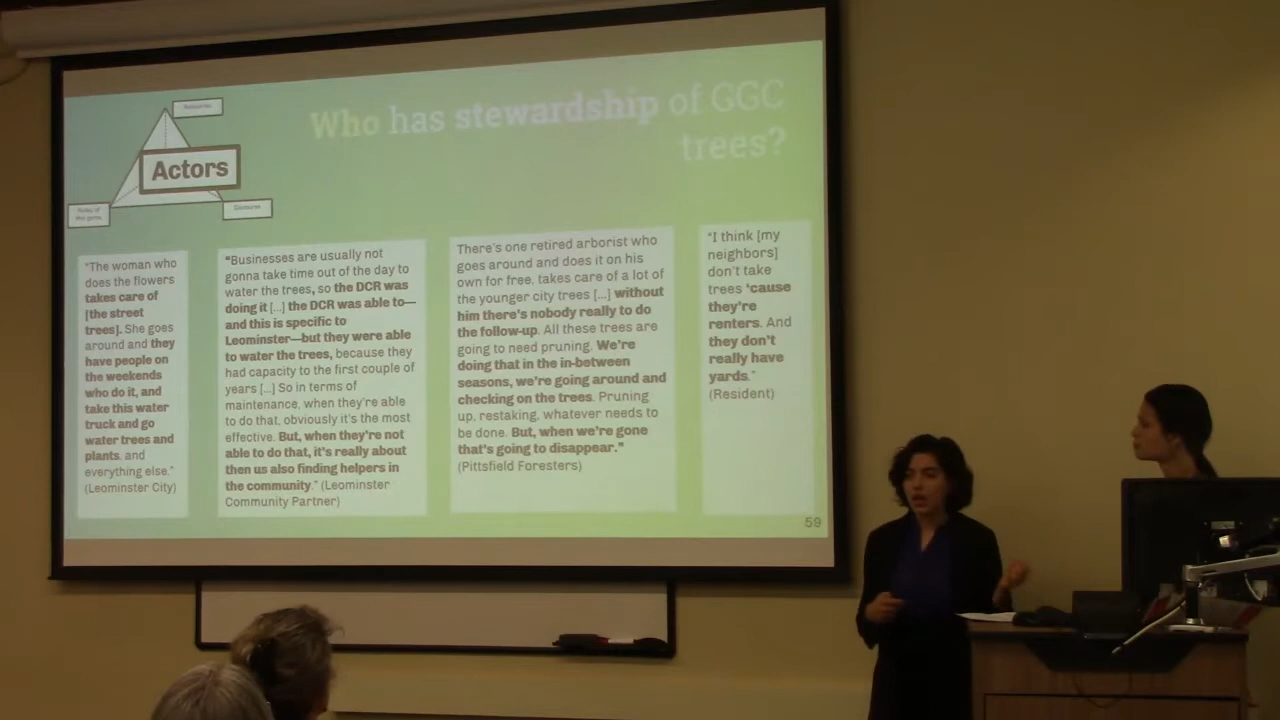 Who has stewardship of GGC
trees?
Resources
Actors
Rules of
the game
Discourse
"The woman who
does the flowers
takes care of
[the street
trees]. She goes
around and they
have people on
the weekends
who do it, and
take this water
truck and go
water trees and
plants, and
everything else."
(Leominster City)
"Businesses are usually not
gonna take time out of the day to
water the trees, so the DCR was
doing it [...] the DCR was able to—
and this is specific to
Leominster—but they were able
to water the trees, because they
had capacity to the first couple of
years [...] So in terms of
maintenance, when they're able
to do that, obviously it's the most
effective. But, when they're not
able to do that, it's really about
then us also finding helpers in
the community." (Leominster
Community Partner)
There's one retired arborist who
goes around and does it on his
own for free, takes care of a lot of
the younger city trees [...] without
him there's nobody really to do
the follow-up. All these trees are
going to need pruning. We're
doing that in the in-between
seasons, we're going around and
checking on the trees. Pruning
up, restaking, whatever needs to
be done. But, when we're gone
that's going to disappear."
(Pittsfield Foresters)
"I think [my
neighbors]
don't take
trees 'cause
they're
renters. And
they don't
really have
yards."
(Resident)
59